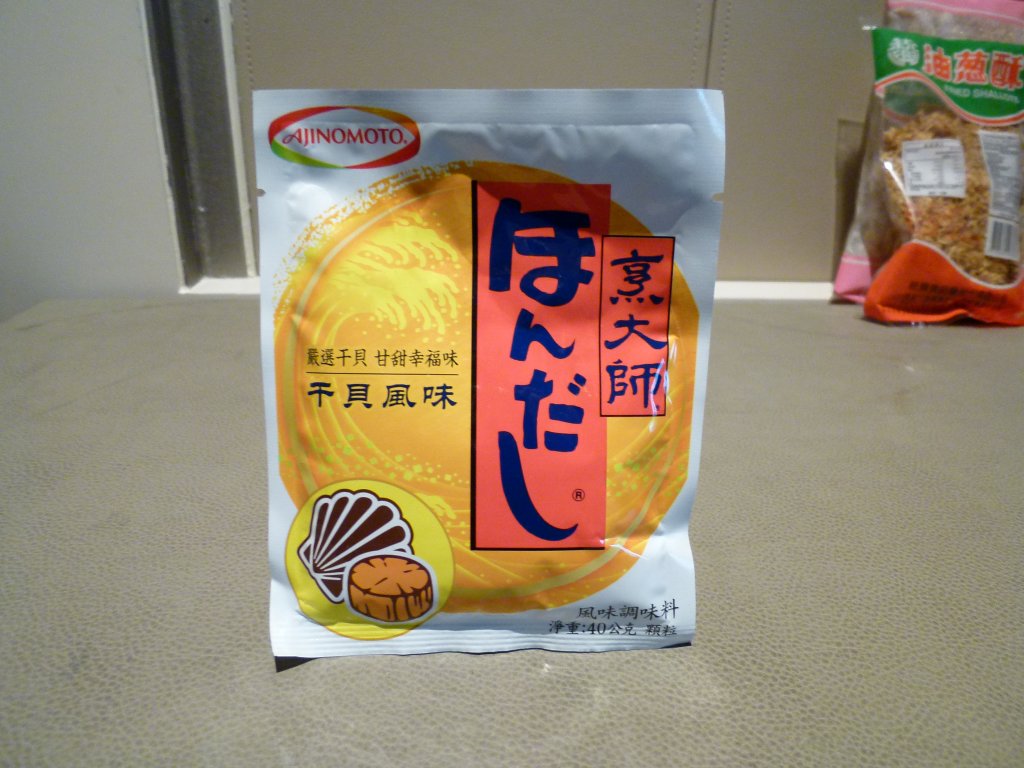 AJINOMOTO®
ほんだし
®
烹大師
嚴選干貝 甘甜幸福味
干貝風味
風味調味料
淨重:40公克 顆粒
油葱酥
FRIED SHALLOTS